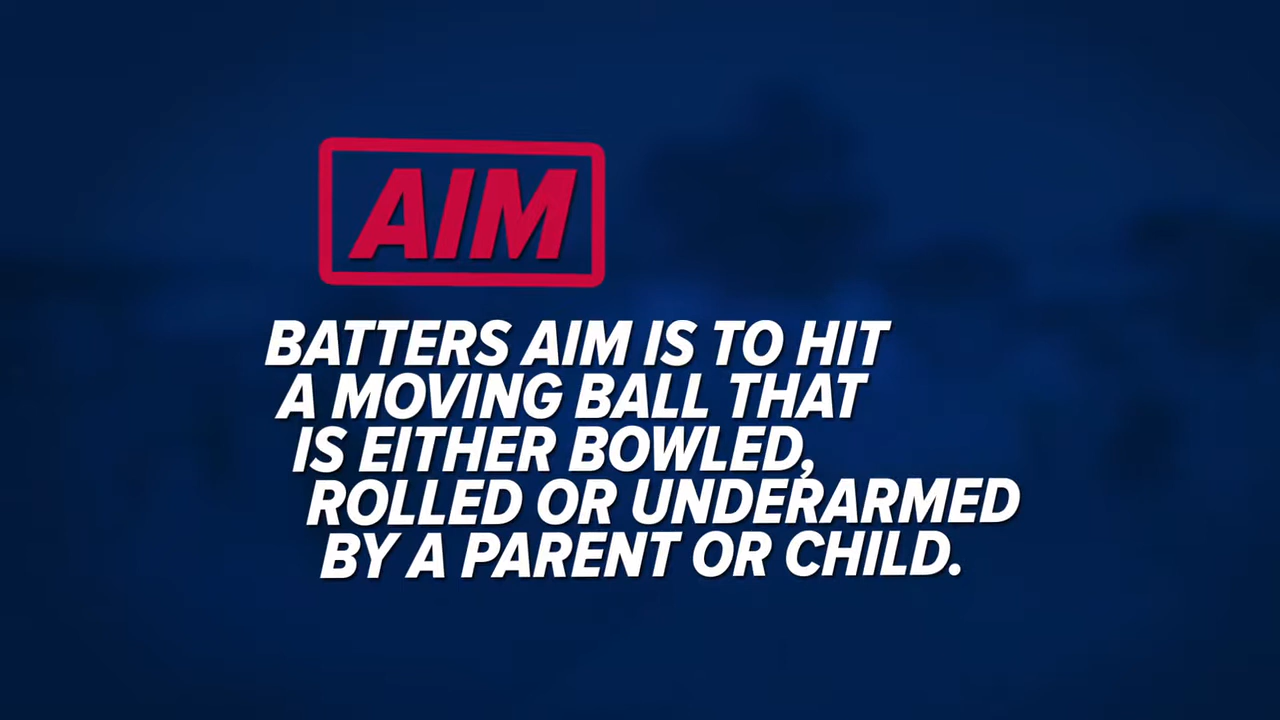 AIM
BATTERS AIM IS TO HIT
A MOVING BALL THAT
IS EITHER BOWLED,
ROLLED OR UNDERARMED
BY A PARENT OR CHILD.